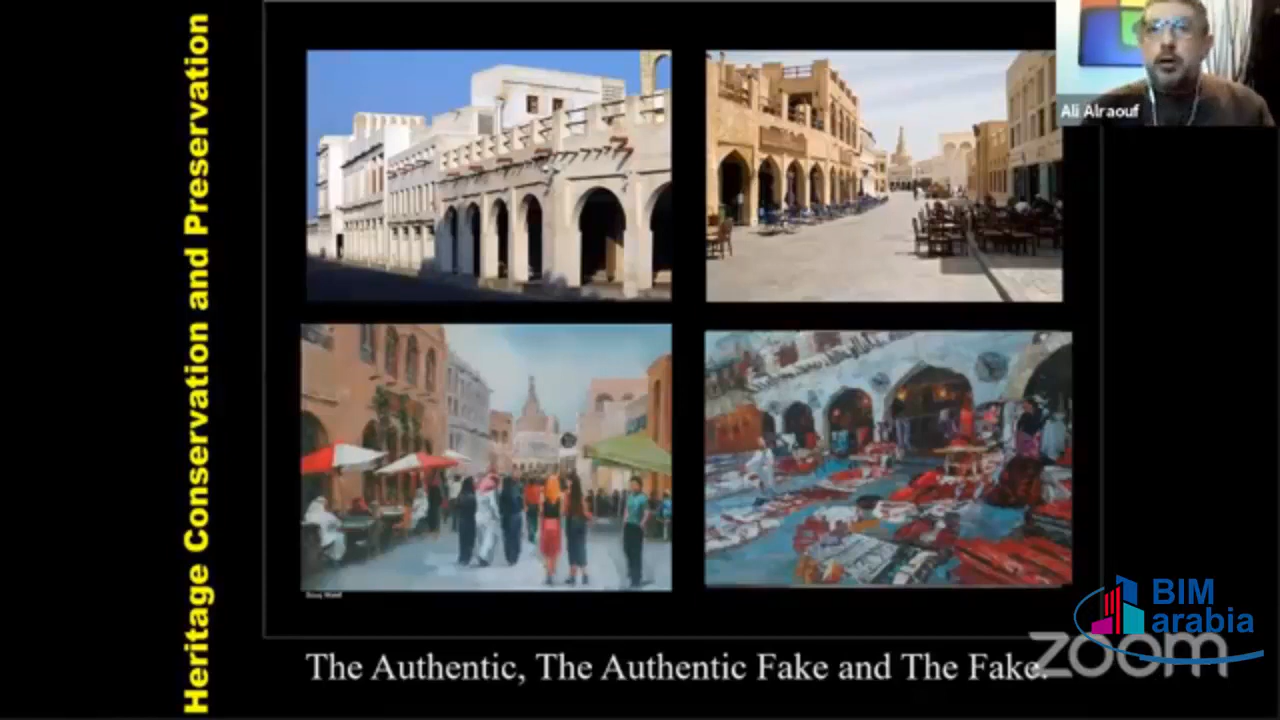 Heritage Conservation and Preservation
Ali Alraouf
The Authentic, The Authentic Fake and The Fake.
BIM
arabia
zoom